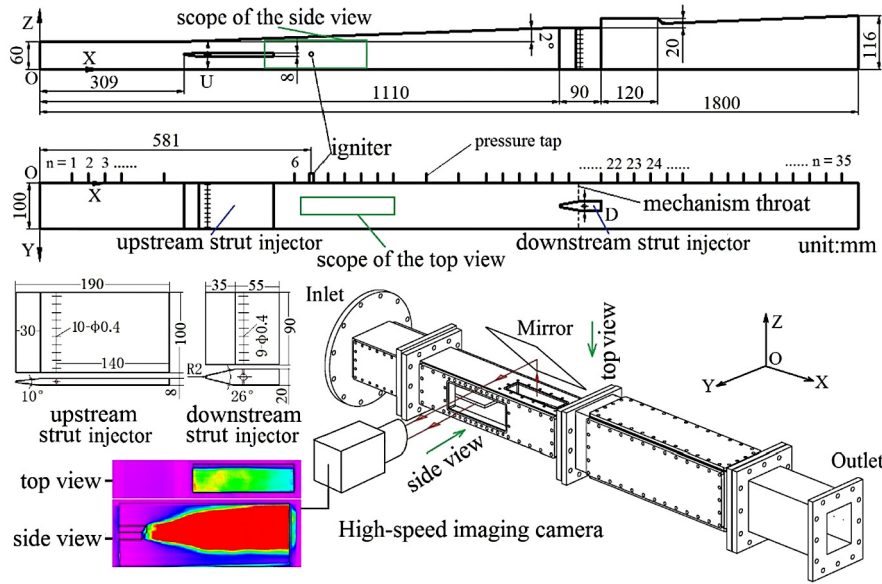 Z
scope of the side view
60
X
O
U
8
2°
20
116
309
1110
90
120
1800
581
igniter
pressure tap
n = 1 2 3 ......
6
...... 22 23 24 ......
...... n = 35
O
X
100
D
mechanism throat
Y
upstream strut injector
scope of the top view
downstream strut injector
unit:mm
190
30
10-ϕ0.4
100
140
10°
8
upstream
strut injector
35
55
9-ϕ0.4
90
R2
26°
20
downstream
strut injector
Inlet
Mirror
top view
Z
O
Y
X
side view
Outlet
top view
side view
High-speed imaging camera